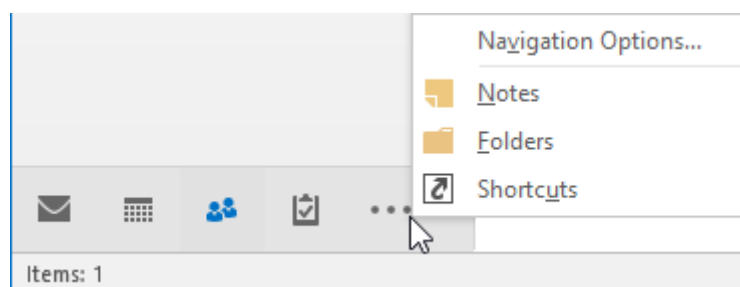 Navigation Options...
Notes
Folders
Shortcuts
Items: 1